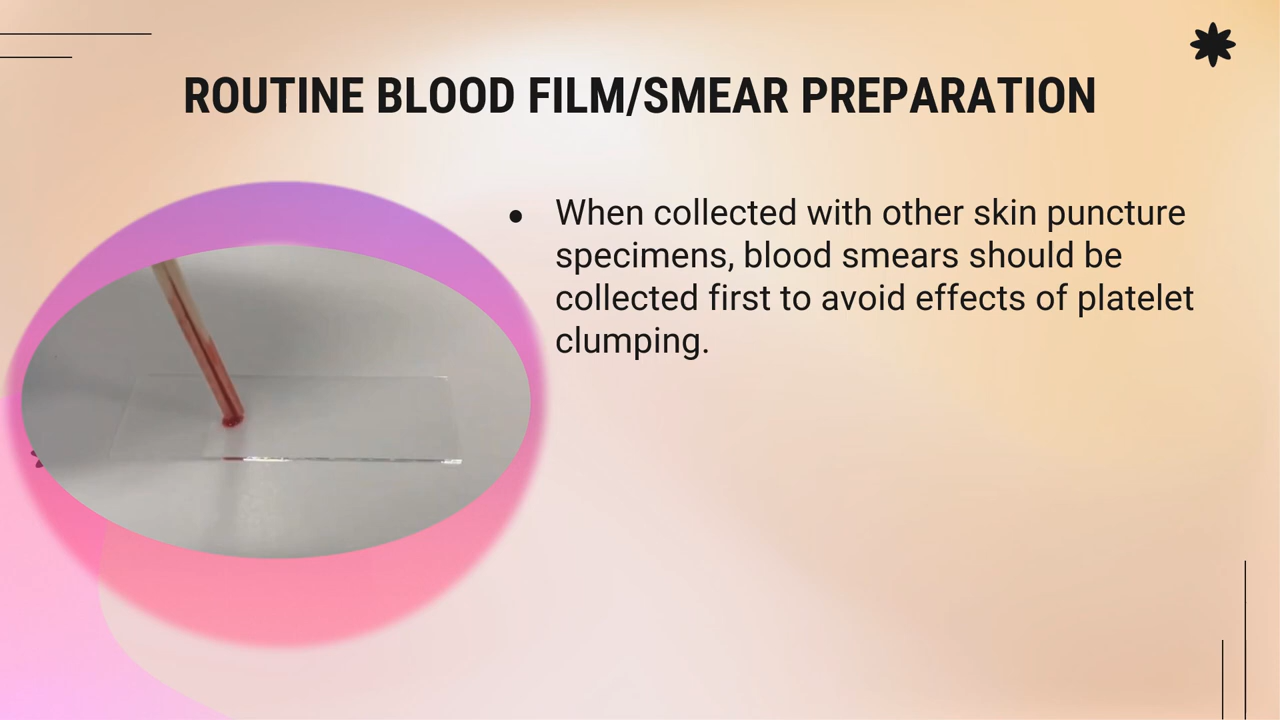 ROUTINE BLOOD FILM/SMEAR PREPARATION
● When collected with other skin puncture
specimens, blood smears should be
collected first to avoid effects of platelet
clumping.